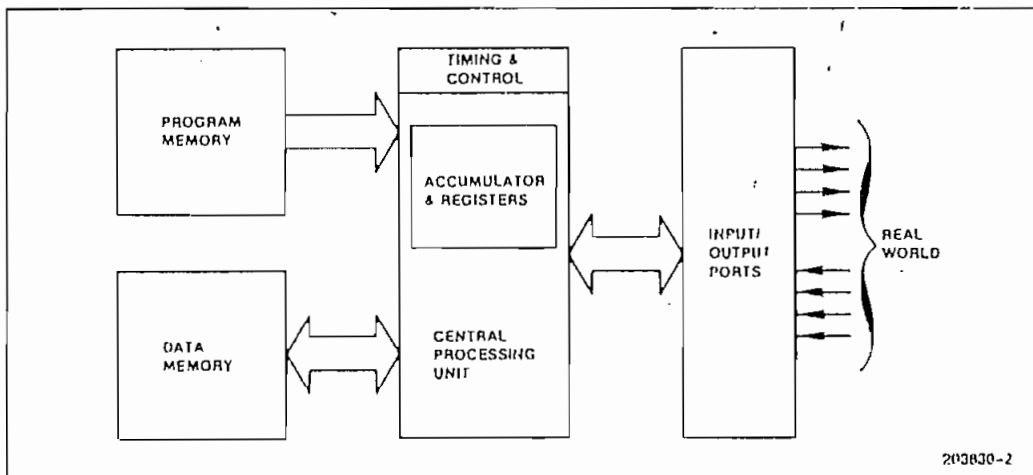 PROGRAM
MEMORY
TIMING &
CONTROL
ACCUMULATOR
& REGISTERS
INPUT/
OUTPUT
PORTS
REAL
WORLD
DATA
MEMORY
CENTRAL
PROCESSING
UNIT
203830-2